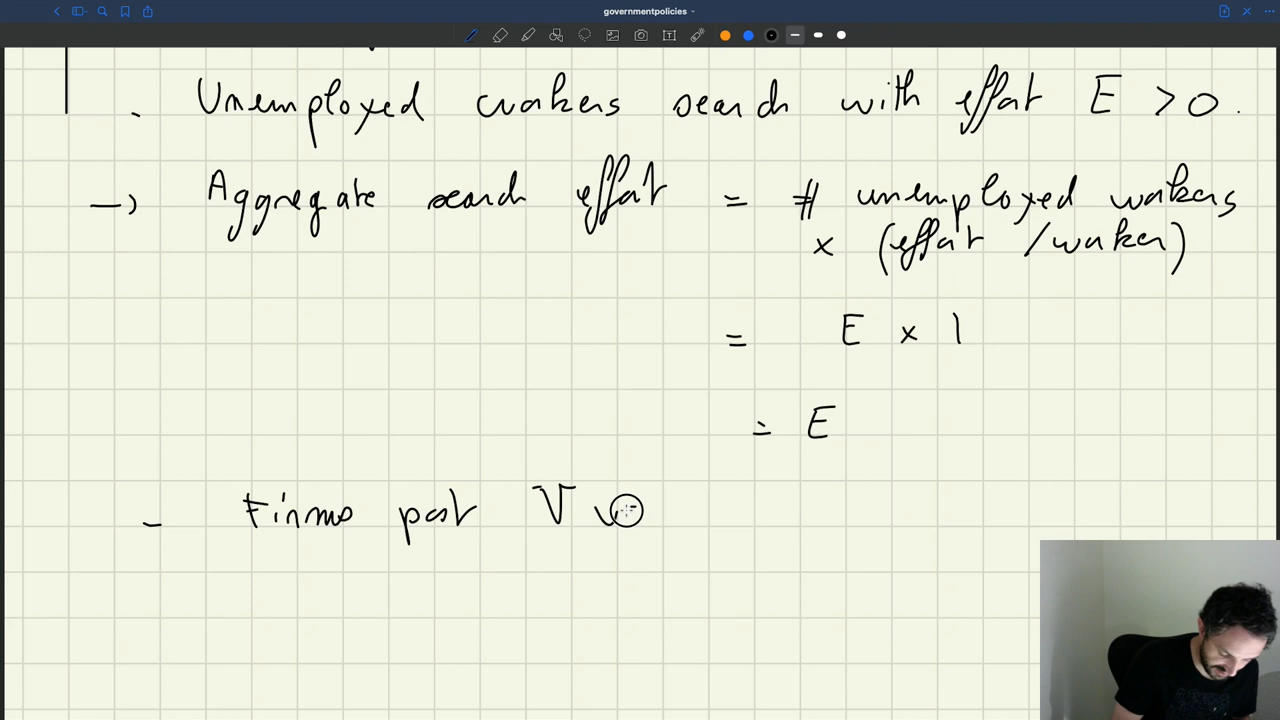 governmentpolicies
. Unemployed workers search with effort E > 0.
→ Aggregate search effort = # unemployed workers
× (effort / worker)
= E × 1
= E
- Firms post V v